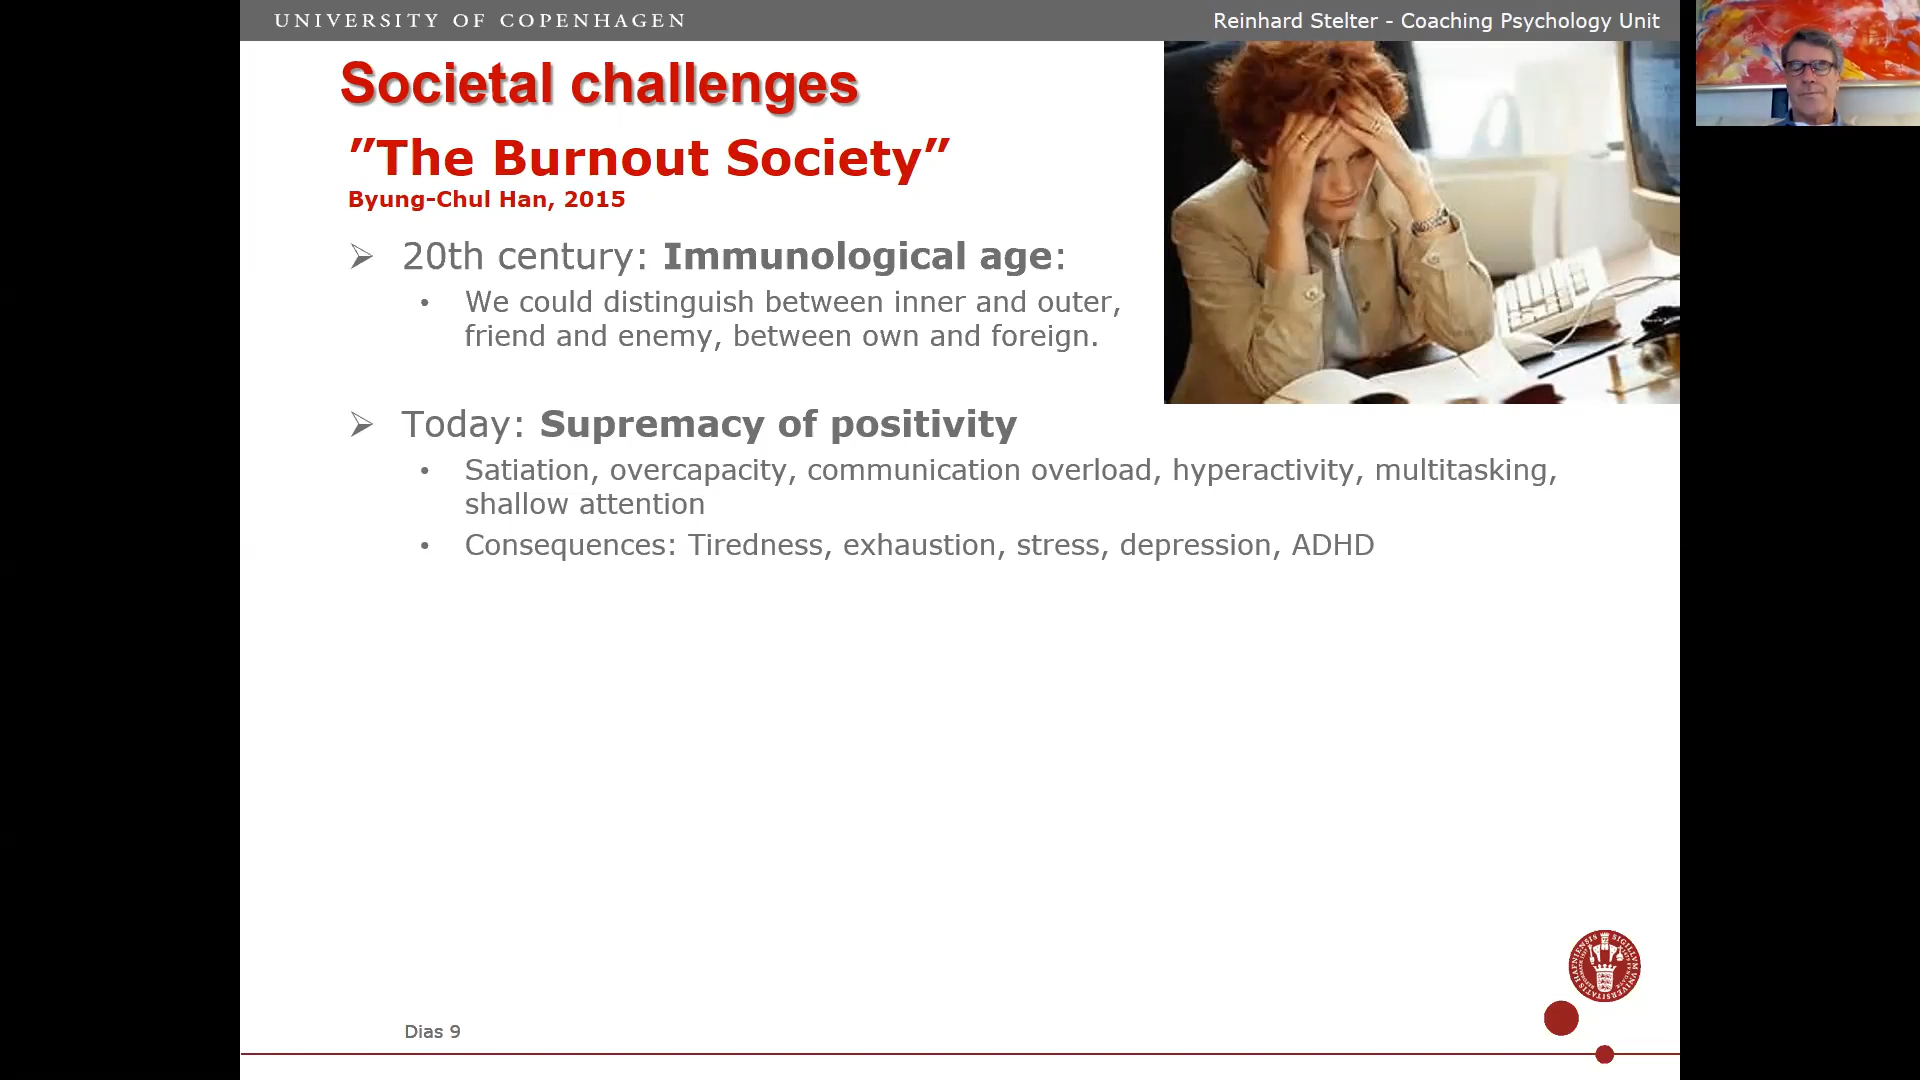 UNIVERSITY OF COPENHAGEN
Reinhard Stelter - Coaching Psychology Unit
Societal challenges
”The Burnout Society”
Byung-Chul Han, 2015
➢ 20th century: Immunological age:
• We could distinguish between inner and outer,
friend and enemy, between own and foreign.
➢ Today: Supremacy of positivity
• Satiation, overcapacity, communication overload, hyperactivity, multitasking,
shallow attention
• Consequences: Tiredness, exhaustion, stress, depression, ADHD
Dias 9